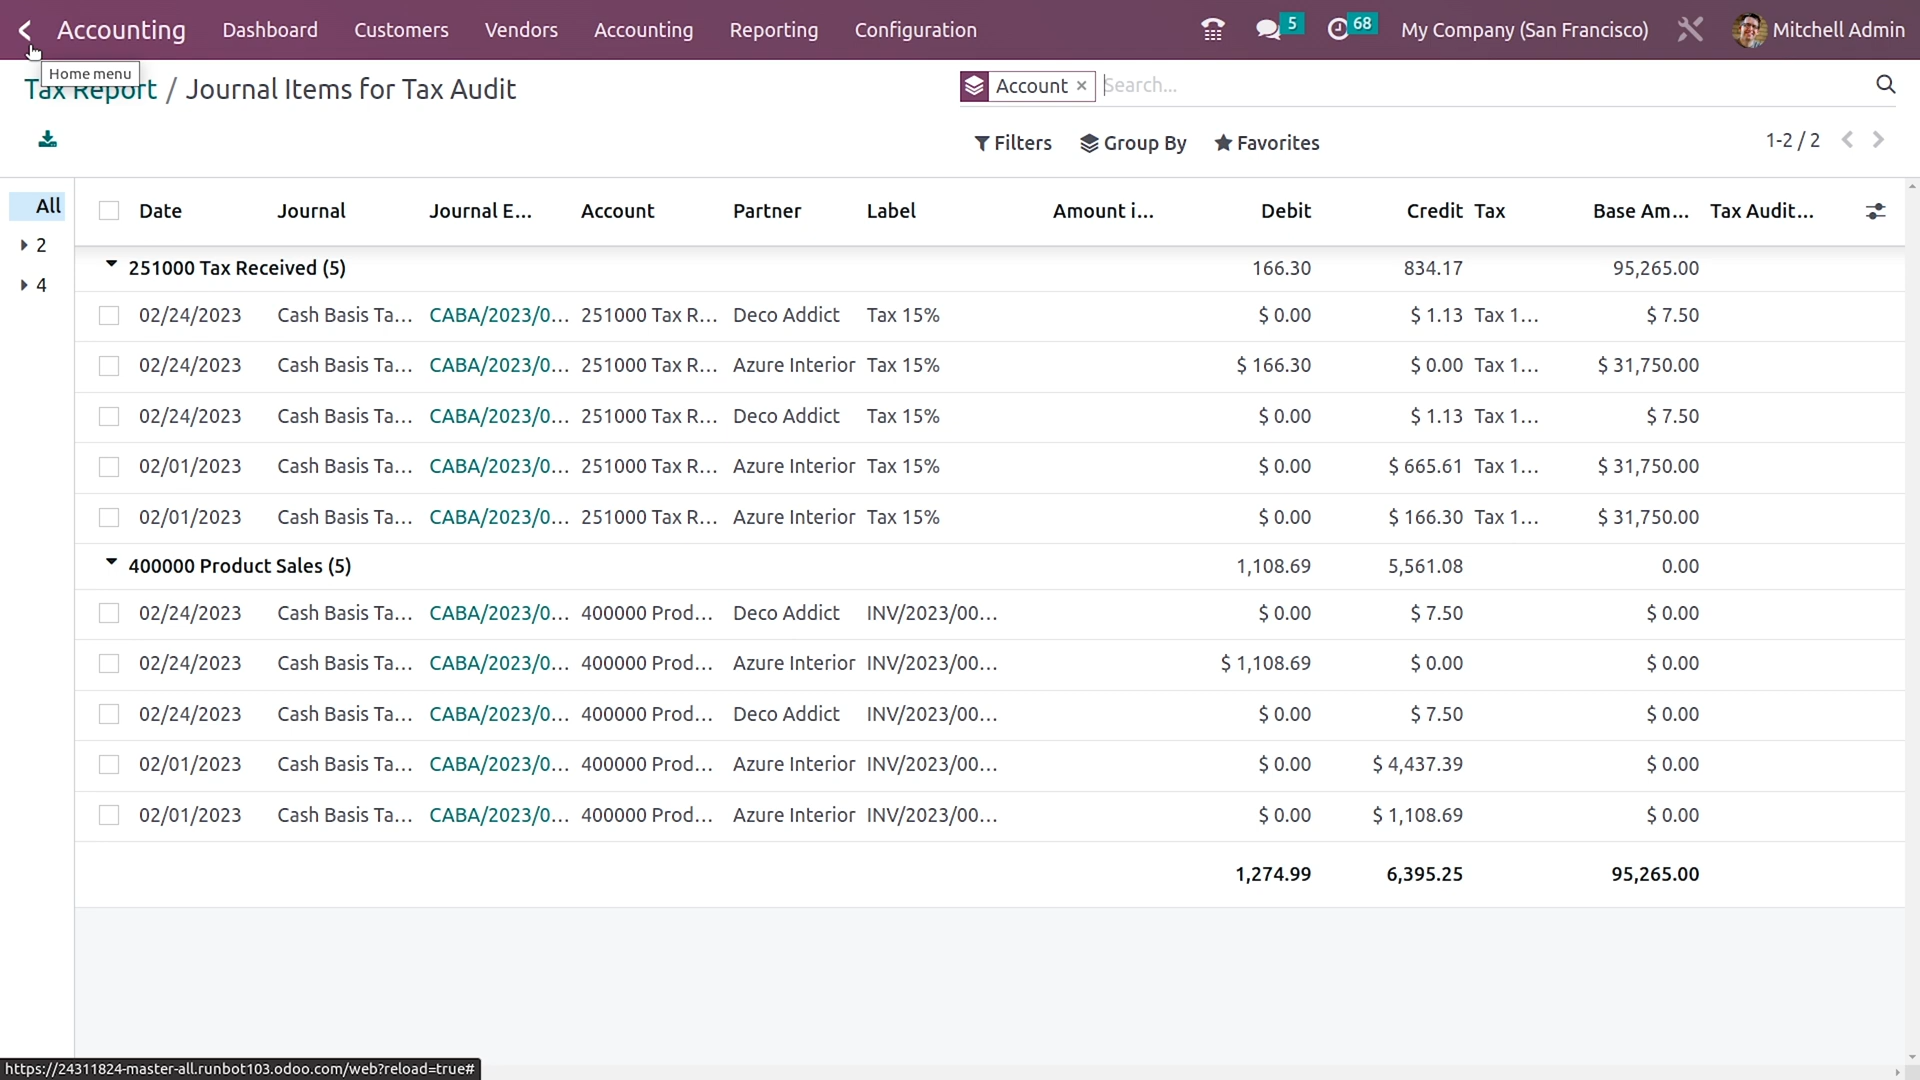 Accounting Dashboard Customers Vendors Accounting Reporting Configuration 5 68 My Company (San Francisco) Mitchell Admin
Home menu
Tax Report / Journal Items for Tax Audit Account × Search...
Filters Group By Favorites 1-2 / 2
All Date Journal Journal E... Account Partner Label Amount i... Debit Credit Tax Base Am... Tax Audit...
2
4
251000 Tax Received (5) 166.30 834.17 95,265.00
02/24/2023 Cash Basis Ta... CABA/2023/0... 251000 Tax R... Deco Addict Tax 15% $ 0.00 $ 1.13 Tax 1... $ 7.50
02/24/2023 Cash Basis Ta... CABA/2023/0... 251000 Tax R... Azure Interior Tax 15% $ 166.30 $ 0.00 Tax 1... $ 31,750.00
02/24/2023 Cash Basis Ta... CABA/2023/0... 251000 Tax R... Deco Addict Tax 15% $ 0.00 $ 1.13 Tax 1... $ 7.50
02/01/2023 Cash Basis Ta... CABA/2023/0... 251000 Tax R... Azure Interior Tax 15% $ 0.00 $ 665.61 Tax 1... $ 31,750.00
02/01/2023 Cash Basis Ta... CABA/2023/0... 251000 Tax R... Azure Interior Tax 15% $ 0.00 $ 166.30 Tax 1... $ 31,750.00
400000 Product Sales (5) 1,108.69 5,561.08 0.00
02/24/2023 Cash Basis Ta... CABA/2023/0... 400000 Prod... Deco Addict INV/2023/00... $ 0.00 $ 7.50 $ 0.00
02/24/2023 Cash Basis Ta... CABA/2023/0... 400000 Prod... Azure Interior INV/2023/00... $ 1,108.69 $ 0.00 $ 0.00
02/24/2023 Cash Basis Ta... CABA/2023/0... 400000 Prod... Deco Addict INV/2023/00... $ 0.00 $ 7.50 $ 0.00
02/01/2023 Cash Basis Ta... CABA/2023/0... 400000 Prod... Azure Interior INV/2023/00... $ 0.00 $ 4,437.39 $ 0.00
02/01/2023 Cash Basis Ta... CABA/2023/0... 400000 Prod... Azure Interior INV/2023/00... $ 0.00 $ 1,108.69 $ 0.00
1,274.99 6,395.25 95,265.00
https://24311824-master-all.runbot103.odoo.com/web?reload=true#